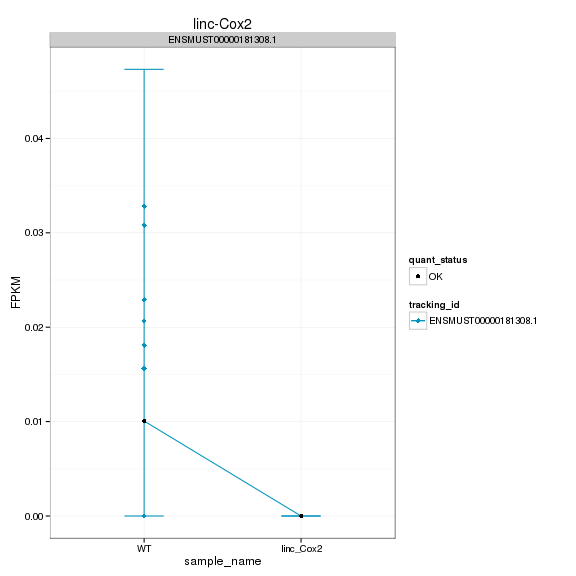 linc-Cox2
ENSMUST00000181308.1
0.04
0.03
0.02
0.01
0.00
FPKM
WT
linc_Cox2
sample_name
quant_status
OK
tracking_id
ENSMUST00000181308.1